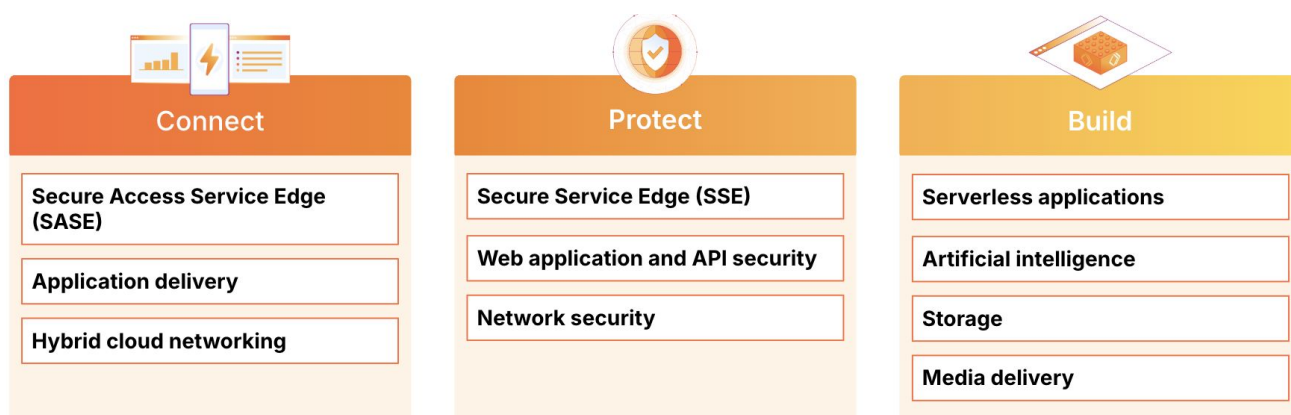 Connect
Secure Access Service Edge
(SASE)
Application delivery
Hybrid cloud networking
Protect
Secure Service Edge (SSE)
Web application and API security
Network security
Build
Serverless applications
Artificial intelligence
Storage
Media delivery